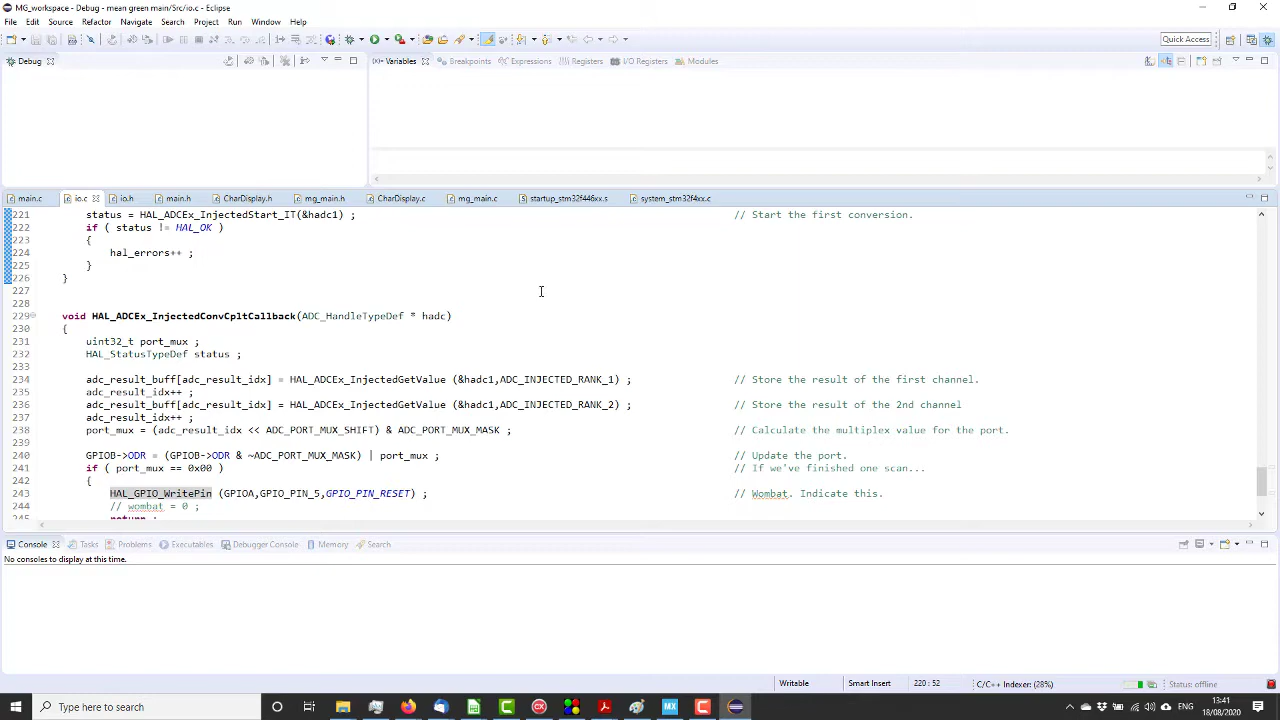 MG_workspace - Debug - mean green main/Src/io.c - Eclipse
File Edit Source Refactor Navigate Search Project Run Window Help
Quick Access
Debug
(x)= Variables Breakpoints Expressions Registers I/O Registers Modules
main.c io.c io.h main.h CharDisplay.h mg_main.h CharDisplay.c mg_main.c startup_stm32f446xx.s system_stm32f4xx.c
221 status = HAL_ADCEx_InjectedStart_IT(&hadc1) ; // Start the first conversion.
222 if ( status != HAL_OK )
223 {
224 hal_errors++ ;
225 }
226 }
227
228
229 void HAL_ADCEx_InjectedConvCpltCallback(ADC_HandleTypeDef * hadc)
230 {
231 uint32_t port_mux ;
232 HAL_StatusTypeDef status ;
233
234 adc_result_buff[adc_result_idx] = HAL_ADCEx_InjectedGetValue (&hadc1,ADC_INJECTED_RANK_1) ; // Store the result of the first channel.
235 adc_result_idx++ ;
236 adc_result_buff[adc_result_idx] = HAL_ADCEx_InjectedGetValue (&hadc1,ADC_INJECTED_RANK_2) ; // Store the result of the 2nd channel
237 adc_result_idx++ ;
238 port_mux = (adc_result_idx << ADC_PORT_MUX_SHIFT) & ADC_PORT_MUX_MASK ; // Calculate the multiplex value for the port.
239
240 GPIOB->ODR = (GPIOB->ODR & ~ADC_PORT_MUX_MASK) | port_mux ; // Update the port.
241 if ( port_mux == 0x00 ) // If we've finished one scan...
242 {
243 HAL_GPIO_WritePin (GPIOA,GPIO_PIN_5,GPIO_PIN_RESET) ; // Wombat. Indicate this.
244 // wombat = 0 ;
245 return ;
Console Tasks Problems Executables Debugger Console Memory Search
No consoles to display at this time.
Writable Smart Insert 220 : 52 C/C++ Indexer: (28%) Status: offline
Type here to search
13:41
18/08/2020